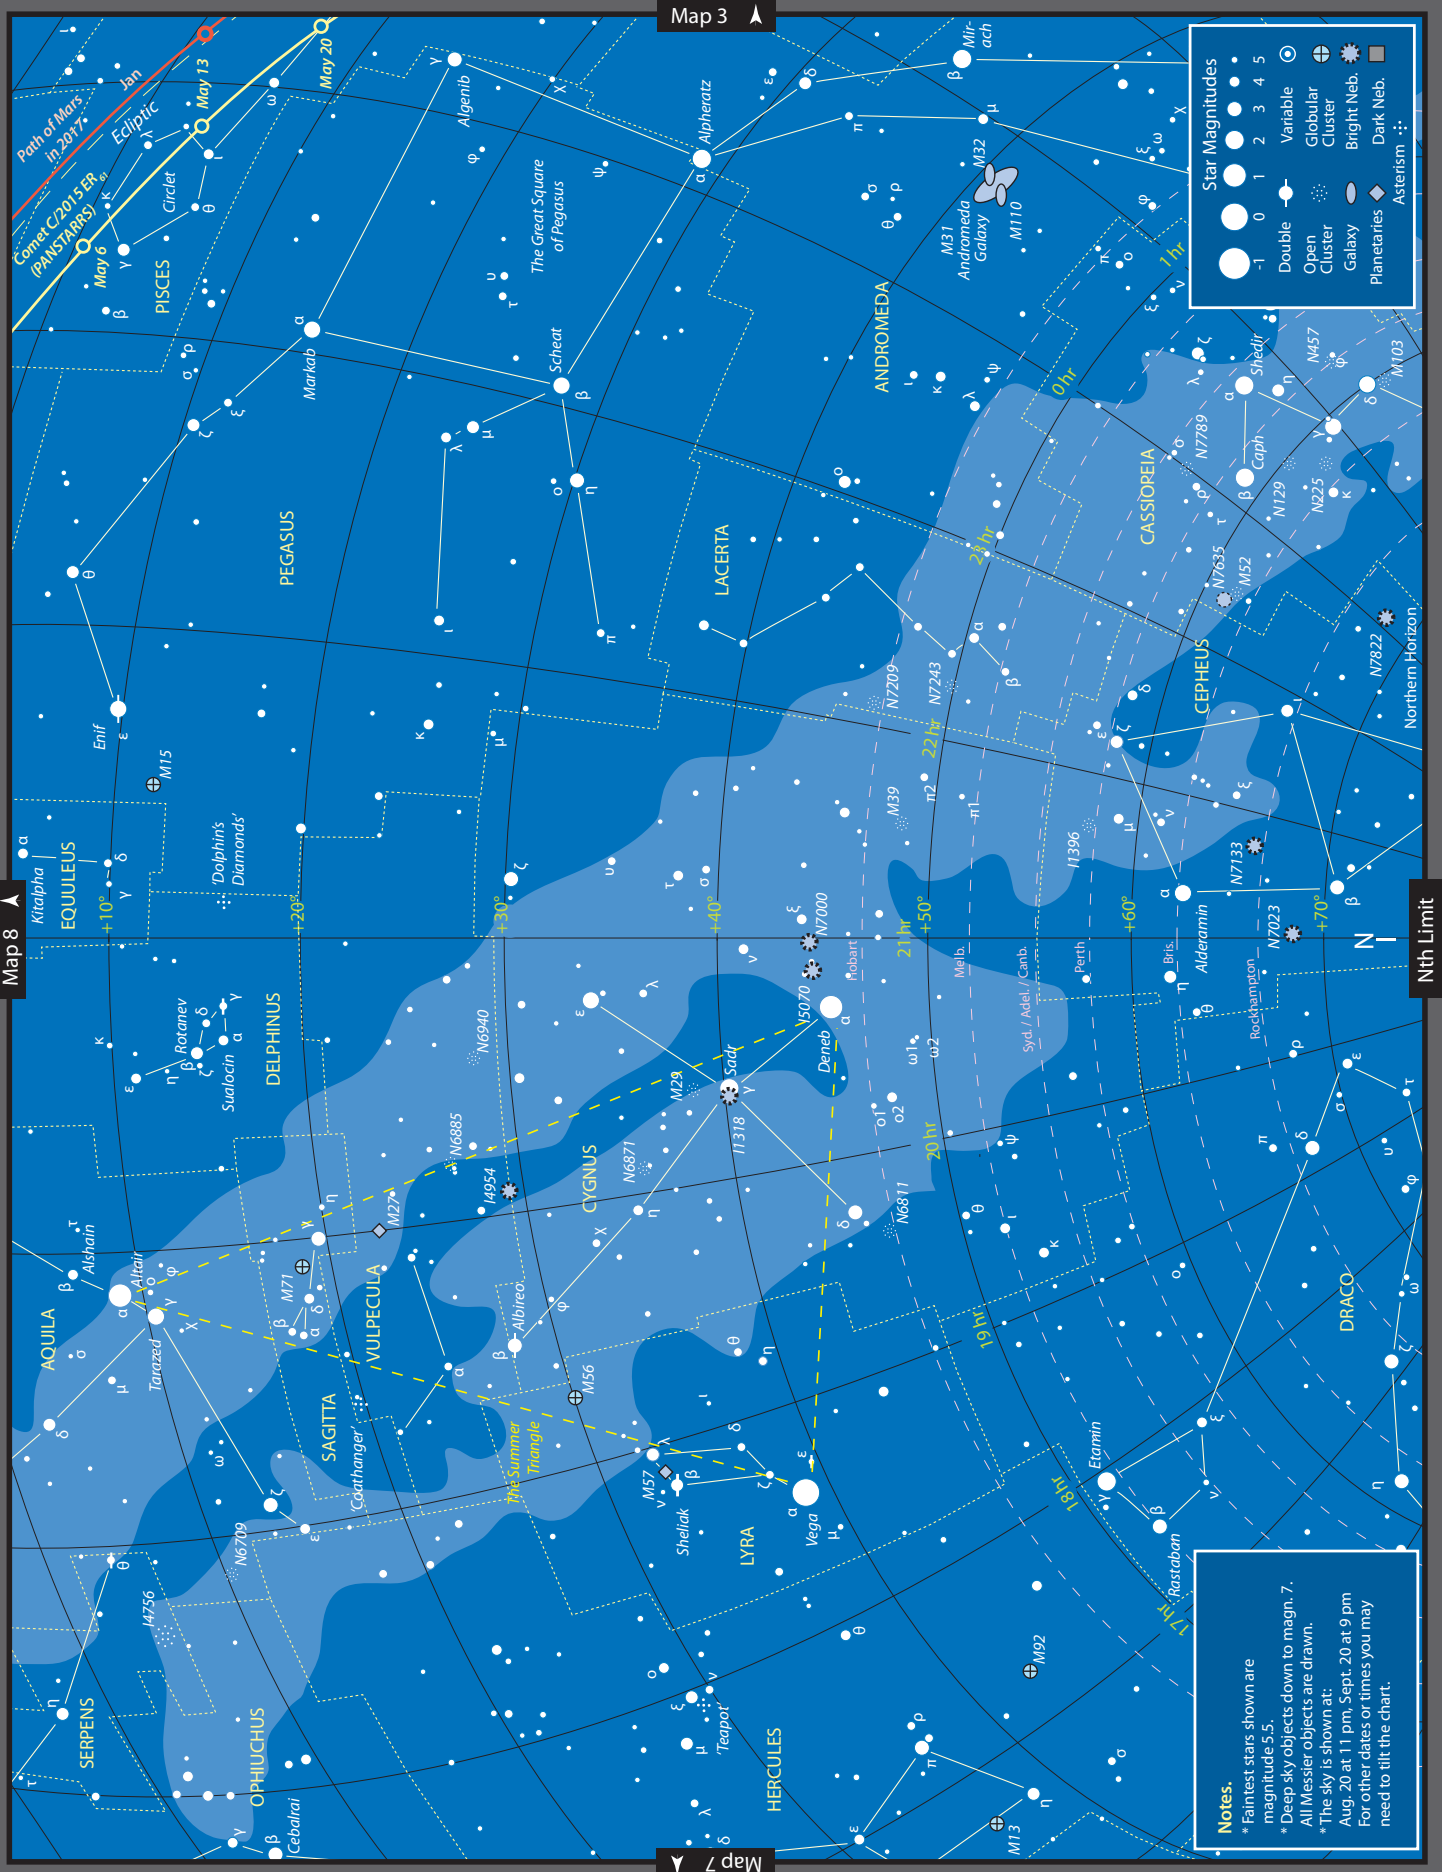 Map 3
Map 8
Map 7
Nth Limit
Northern Horizon
N
Star Magnitudes
-1 0 1 2 3 4 5
Double
Variable
Open
Cluster
Globular
Cluster
Galaxy
Bright Neb.
Planetaries
Dark Neb.
Asterism
Notes.
* Faintest stars shown are
magnitude 5.5.
* Deep sky objects down to magn. 7.
All Messier objects are drawn.
* The sky is shown at:
Aug. 20 at 11 pm, Sept. 20 at 9 pm
For other dates or times you may
need to tilt the chart.
Path of Mars
in 2017
Jan
Ecliptic
Comet C/2015 ER61
(PANSTARRS)
May 6
May 13
May 20
Circlet
PISCES
Algenib
The Great Square
of Pegasus
Alpheratz
Mir-
ach
M32
M31
Andromeda
Galaxy
M110
ANDROMEDA
Markab
Scheat
PEGASUS
LACERTA
CASSIOPEIA
Shedir
Caph
N457
M103
N7789
N129
N225
N7635
M52
N7822
CEPHEUS
N7209
N7243
M39
I1396
N7133
N7023
Alderamin
Enif
M15
Kitalpha
EQUULEUS
'Dolphin's
Diamonds'
Rotanev
Sualocin
DELPHINUS
N6940
N6885
I4954
N6871
M29
CYGNUS
Sadr
I1318
Deneb
I5070
N7000
N6811
Albireo
M56
M27
M71
VULPECULA
SAGITTA
'Coathanger'
The Summer
Triangle
AQUILA
Alshain
Altair
Tarazed
N6709
I4756
SERPENS
OPHIUCHUS
Cebalrai
M57
Sheliak
LYRA
Vega
'Teapot'
HERCULES
M13
M92
Etamin
Rastaban
DRACO
Hobart
Melb.
Syd. / Adel. / Canb.
Perth
Bris.
Rockhampton
+10°
+20°
+30°
+40°
+50°
+60°
+70°
1 hr
0 hr
23 hr
22 hr
21 hr
20 hr
19 hr
18 hr
17 hr
π1
π2
ω1
ω2
ο1
ο2